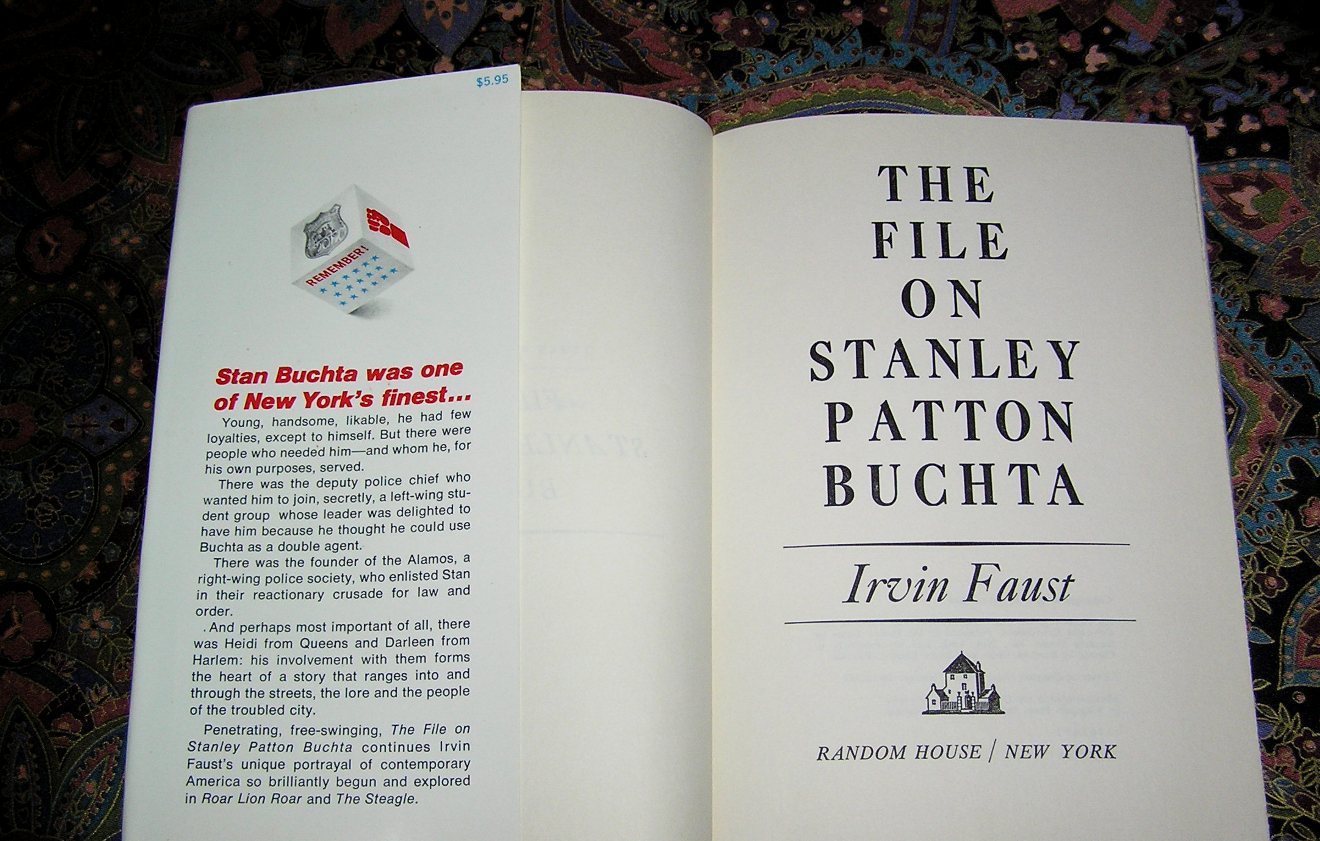 $5.95
REMEMBER!
Stan Buchta was one
of New York's finest...
Young, handsome, likable, he had few
loyalties, except to himself. But there were
people who needed him—and whom he, for
his own purposes, served.
There was the deputy police chief who
wanted him to join, secretly, a left-wing stu-
dent group whose leader was delighted to
have him because he thought he could use
Buchta as a double agent.
There was the founder of the Alamos, a
right-wing police society, who enlisted Stan
in their reactionary crusade for law and
order.
. And perhaps most important of all, there
was Heidi from Queens and Darleen from
Harlem: his involvement with them forms
the heart of a story that ranges into and
through the streets, the lore and the people
of the troubled city.
Penetrating, free-swinging, The File on
Stanley Patton Buchta continues Irvin
Faust's unique portrayal of contemporary
America so brilliantly begun and explored
in Roar Lion Roar and The Steagle.
THE
FILE
ON
STANLEY
PATTON
BUCHTA
Irvin Faust
RANDOM HOUSE / NEW YORK